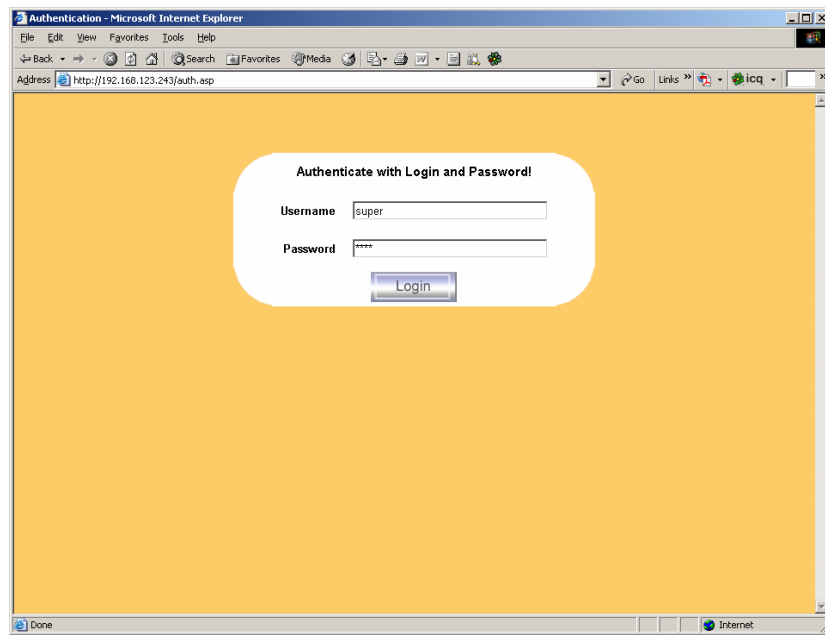 Authentication - Microsoft Internet Explorer
File Edit View Favorites Tools Help
Back Search Favorites Media
Address http://192.168.123.243/auth.asp Go Links » icq »
Authenticate with Login and Password!
Username super
Password ****
Login
Done Internet